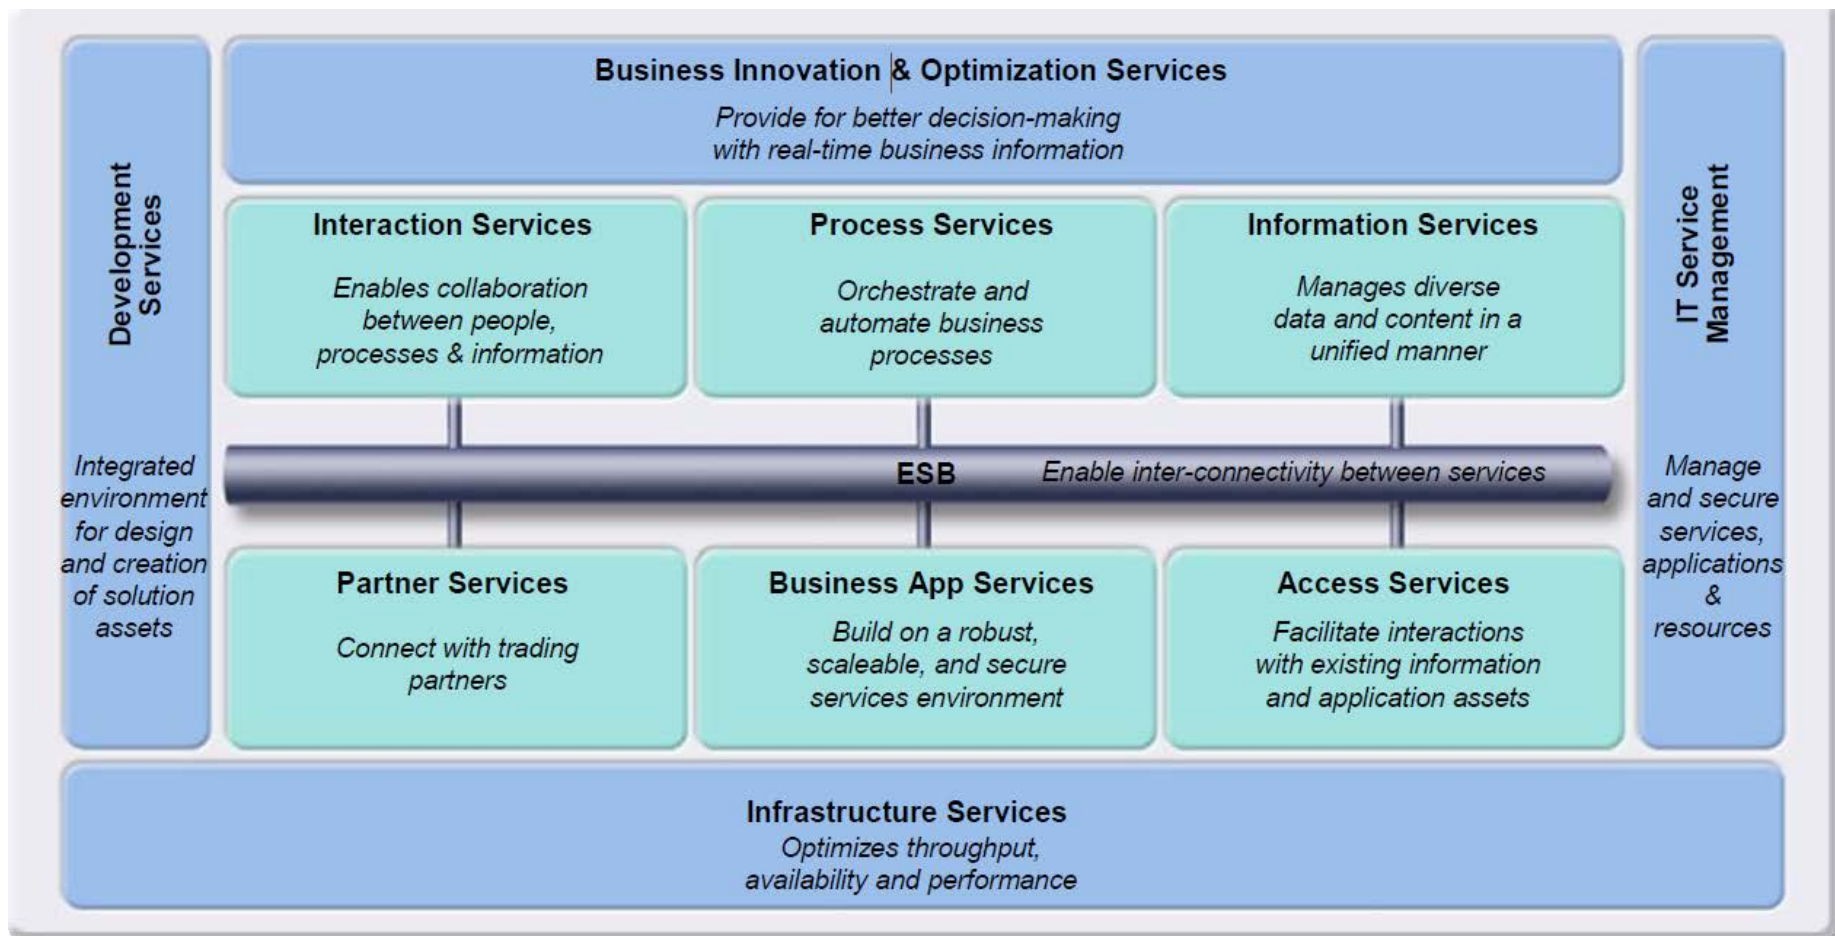 Business Innovation & Optimization Services
Provide for better decision-making
with real-time business information
Development
Services
Integrated
environment
for design
and creation
of solution
assets
Interaction Services
Enables collaboration
between people,
processes & information
Process Services
Orchestrate and
automate business
processes
Information Services
Manages diverse
data and content in a
unified manner
IT Service
Management
Manage
and secure
services,
applications
&
resources
ESB Enable inter-connectivity between services
Partner Services
Connect with trading
partners
Business App Services
Build on a robust,
scaleable, and secure
services environment
Access Services
Facilitate interactions
with existing information
and application assets
Infrastructure Services
Optimizes throughput,
availability and performance